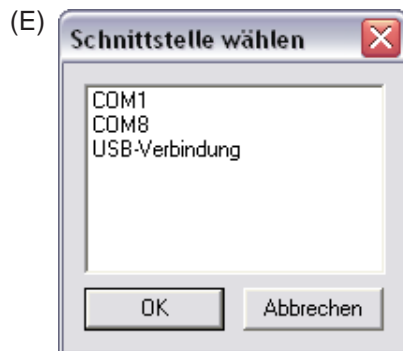 (E)
Schnittstelle wählen
COM1
COM8
USB-Verbindung
OK Abbrechen